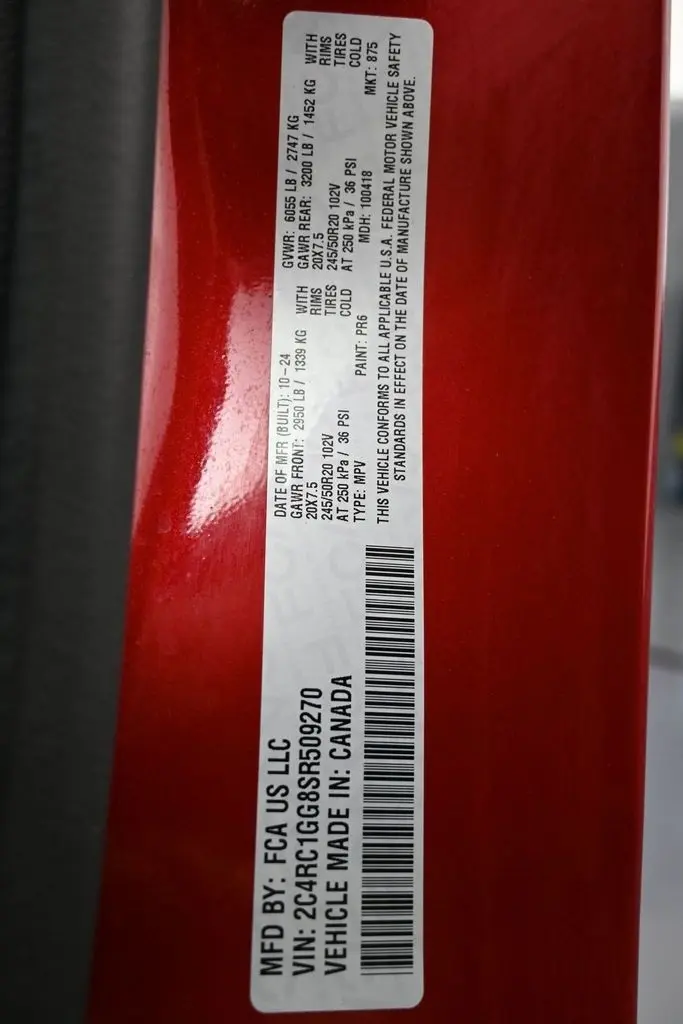 MFD BY: FCA US LLC
VIN: 2C4RC1GG8SR509270
VEHICLE MADE IN: CANADA
DATE OF MFR (BUILT): 10-24 GVWR: 6055 LB / 2747 KG
GAWR FRONT: 2950 LB / 1339 KG WITH GAWR REAR: 3200 LB / 1452 KG WITH
20X7.5 RIMS 20X7.5 RIMS
245/50R20 102V TIRES 245/50R20 102V TIRES
AT 250 kPa / 36 PSI COLD AT 250 kPa / 36 PSI COLD
TYPE: MPV PAINT: PR6 MDH: 100418 MKT: 875
THIS VEHICLE CONFORMS TO ALL APPLICABLE U.S.A. FEDERAL MOTOR VEHICLE SAFETY
STANDARDS IN EFFECT ON THE DATE OF MANUFACTURE SHOWN ABOVE.